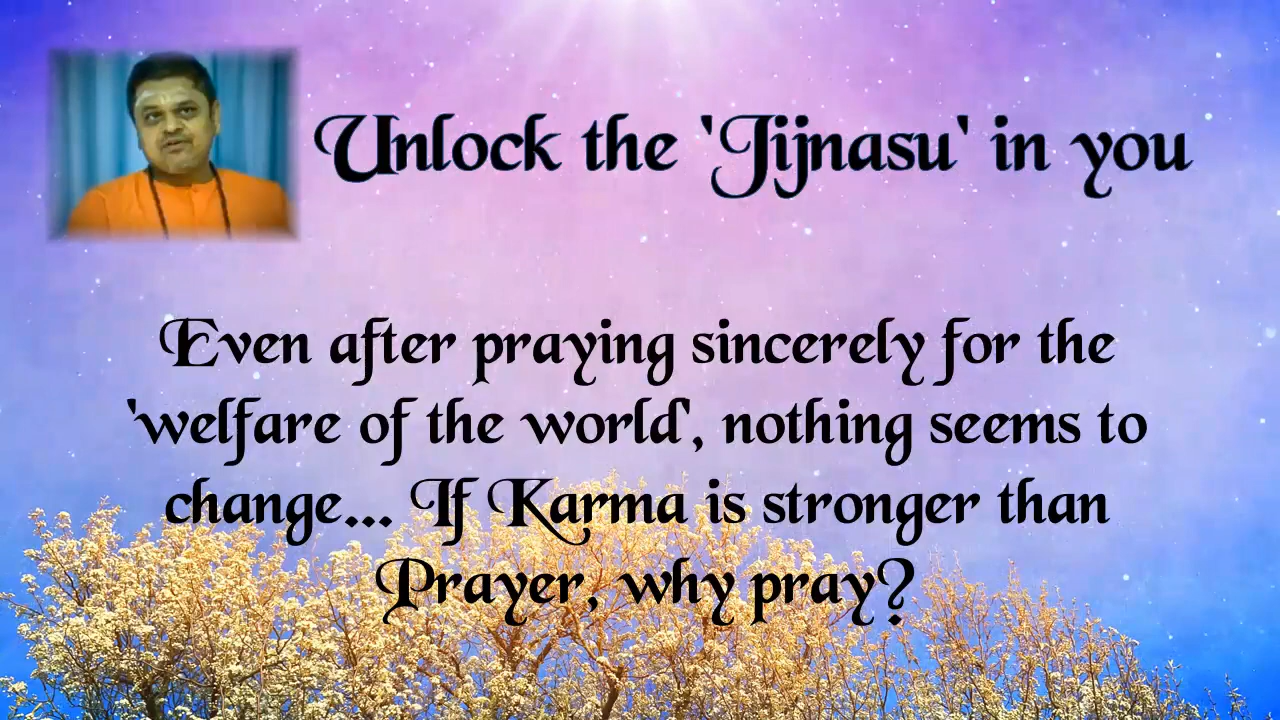 Unlock the 'Jijnasu' in you
Even after praying sincerely for the
'welfare of the world', nothing seems to
change... If Karma is stronger than
Prayer, why pray?